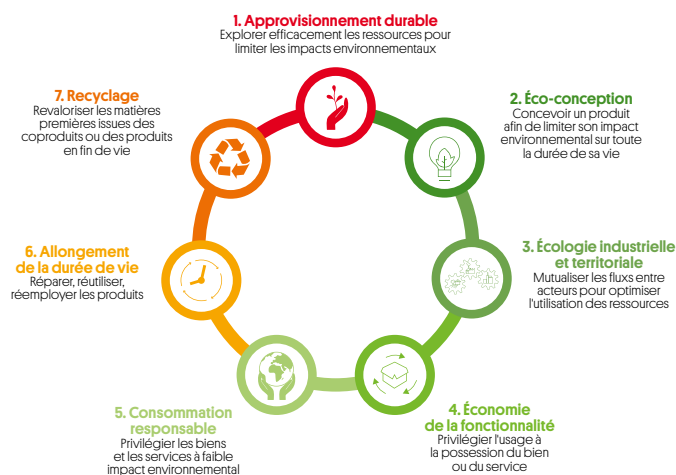 1. Approvisionnement durable
Explorer efficacement les ressources pour
limiter les impacts environnementaux
2. Éco-conception
Concevoir un produit
afin de limiter son impact
environnemental sur toute
la durée de sa vie
3. Écologie industrielle
et territoriale
Mutualiser les flux entre
acteurs pour optimiser
l'utilisation des ressources
4. Économie
de la fonctionnalité
Privilégier l'usage à
la possession du bien
ou du service
5. Consommation
responsable
Privilégier les biens
et les services à faible
impact environnemental
6. Allongement
de la durée de vie
Réparer, réutiliser,
réemployer les produits
7. Recyclage
Revaloriser les matières
premières issues des
coproduits ou des produits
en fin de vie